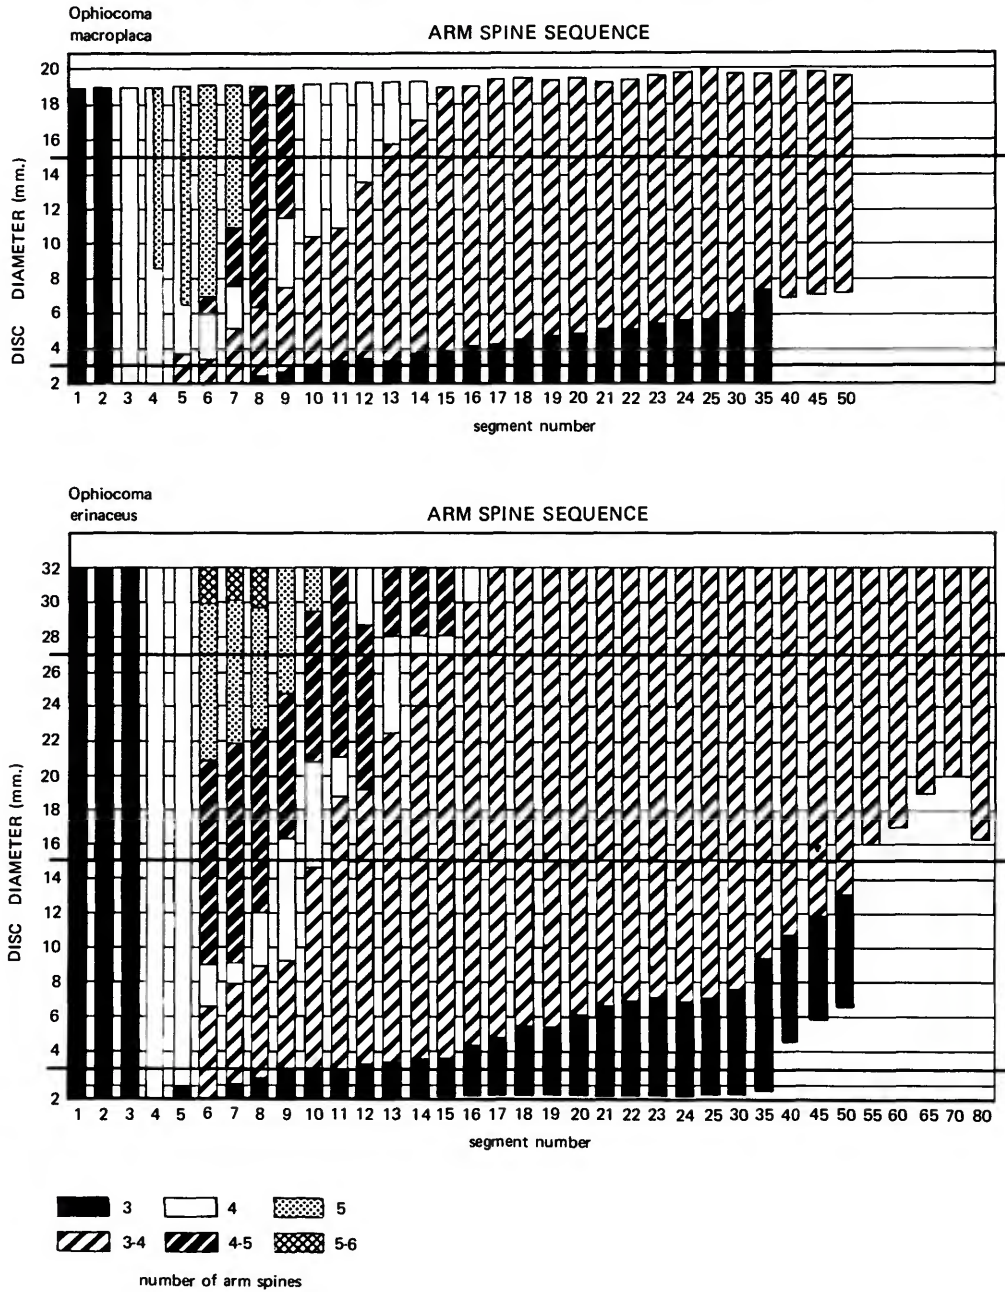 Ophiocoma
macroplaca
ARM SPINE SEQUENCE
DISC DIAMETER (mm.)
20
18
16
14
12
10
8
6
4
2
1 2 3 4 5 6 7 8 9 10 11 12 13 14 15 16 17 18 19 20 21 22 23 24 25 30 35 40 45 50
segment number
Ophiocoma
erinaceus
ARM SPINE SEQUENCE
DISC DIAMETER (mm.)
32
30
28
26
24
22
20
18
16
14
12
10
8
6
4
2
1 2 3 4 5 6 7 8 9 10 11 12 13 14 15 16 17 18 19 20 21 22 23 24 25 30 35 40 45 50 55 60 65 70 80
segment number
3 4 5
3-4 4-5 5-6
number of arm spines